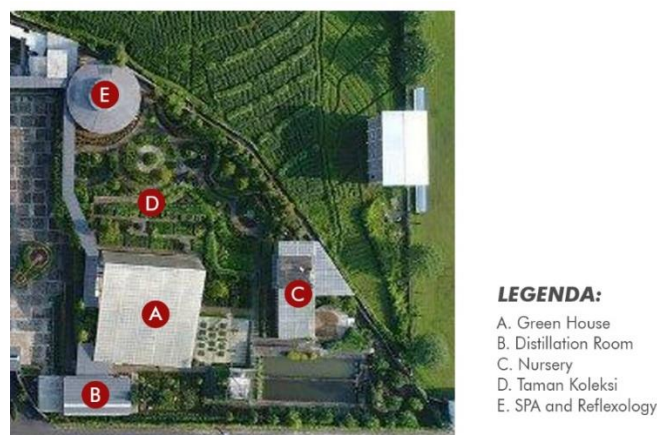 E
D
C
A
B
LEGENDA:
A. Green House
B. Distillation Room
C. Nursery
D. Taman Koleksi
E. SPA and Reflexology